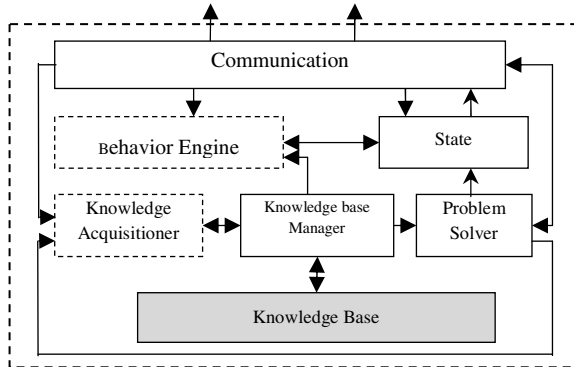 Communication
Behavior Engine
State
Knowledge
Acquisitioner
Knowledge base
Manager
Problem
Solver
Knowledge Base